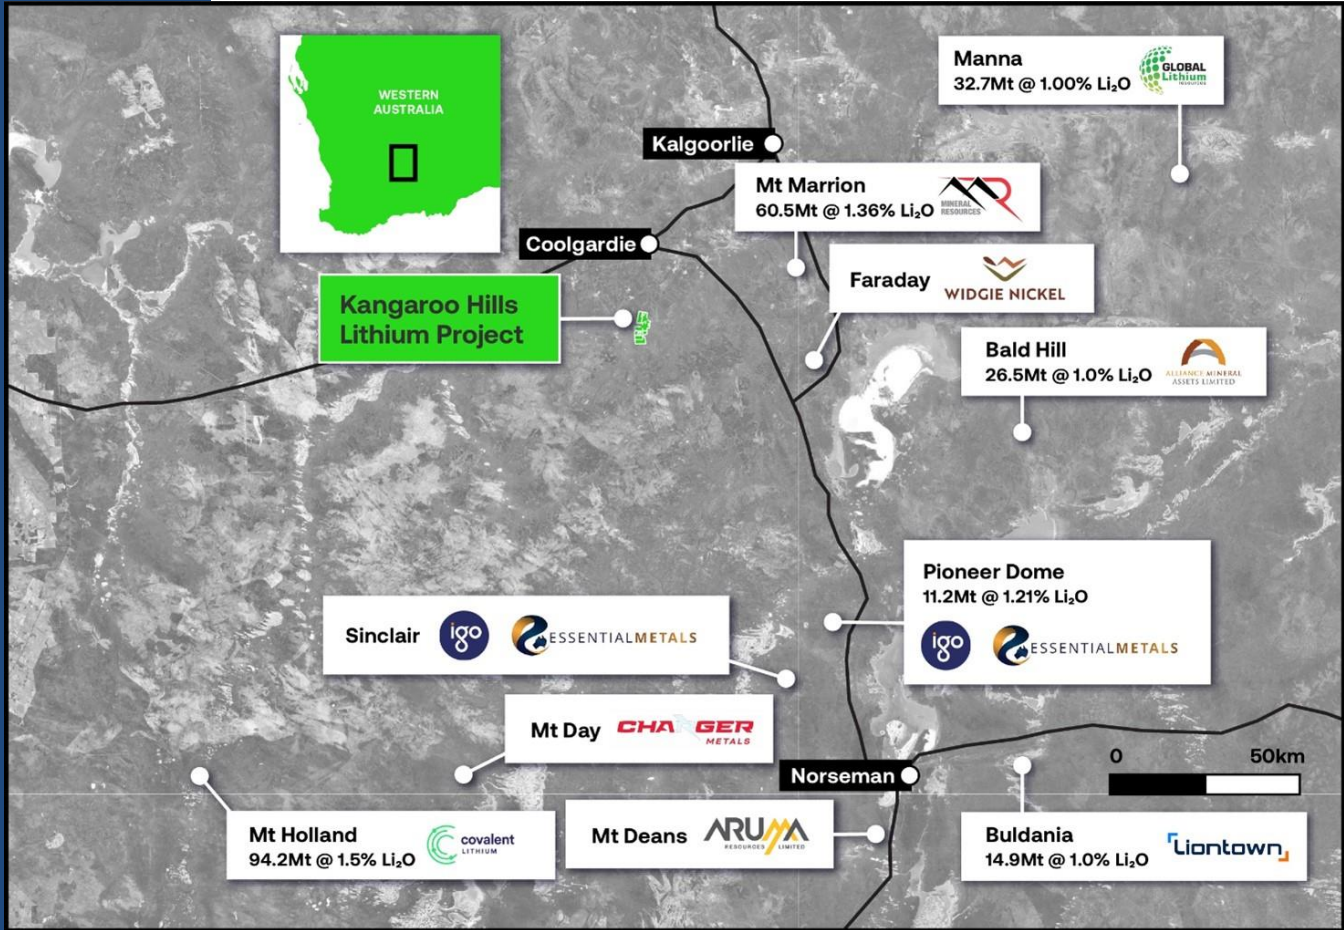 WESTERN
AUSTRALIA
Manna
32.7Mt @ 1.00% Li₂O
GLOBAL
Lithium
RESOURCES
Kalgoorlie
Mt Marrion
60.5Mt @ 1.36% Li₂O
MINERAL
RESOURCES
Coolgardie
Faraday
WIDGIE NICKEL
Kangaroo Hills
Lithium Project
Bald Hill
26.5Mt @ 1.0% Li₂O
ALLIANCE MINERAL
ASSETS LIMITED
Pioneer Dome
11.2Mt @ 1.21% Li₂O
igo
ESSENTIALMETALS
Sinclair
igo
ESSENTIALMETALS
Mt Day
CHARGER
METALS
0 50km
Norseman
Mt Holland
94.2Mt @ 1.5% Li₂O
covalent
LITHIUM
Mt Deans
ARUMA
RESOURCES LIMITED
Buldania
14.9Mt @ 1.0% Li₂O
Liontown